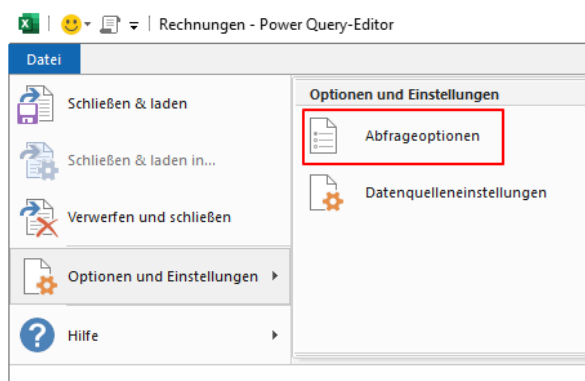 Rechnungen - Power Query-Editor
Datei
Schließen & laden
Schließen & laden in...
Verwerfen und schließen
Optionen und Einstellungen
Hilfe
Optionen und Einstellungen
Abfrageoptionen
Datenquelleneinstellungen